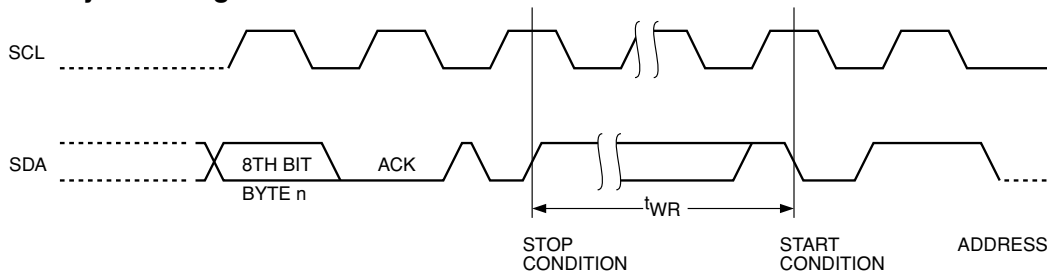 SCL
SDA
8TH BIT
ACK
BYTE n
tWR
STOP
CONDITION
START
CONDITION
ADDRESS